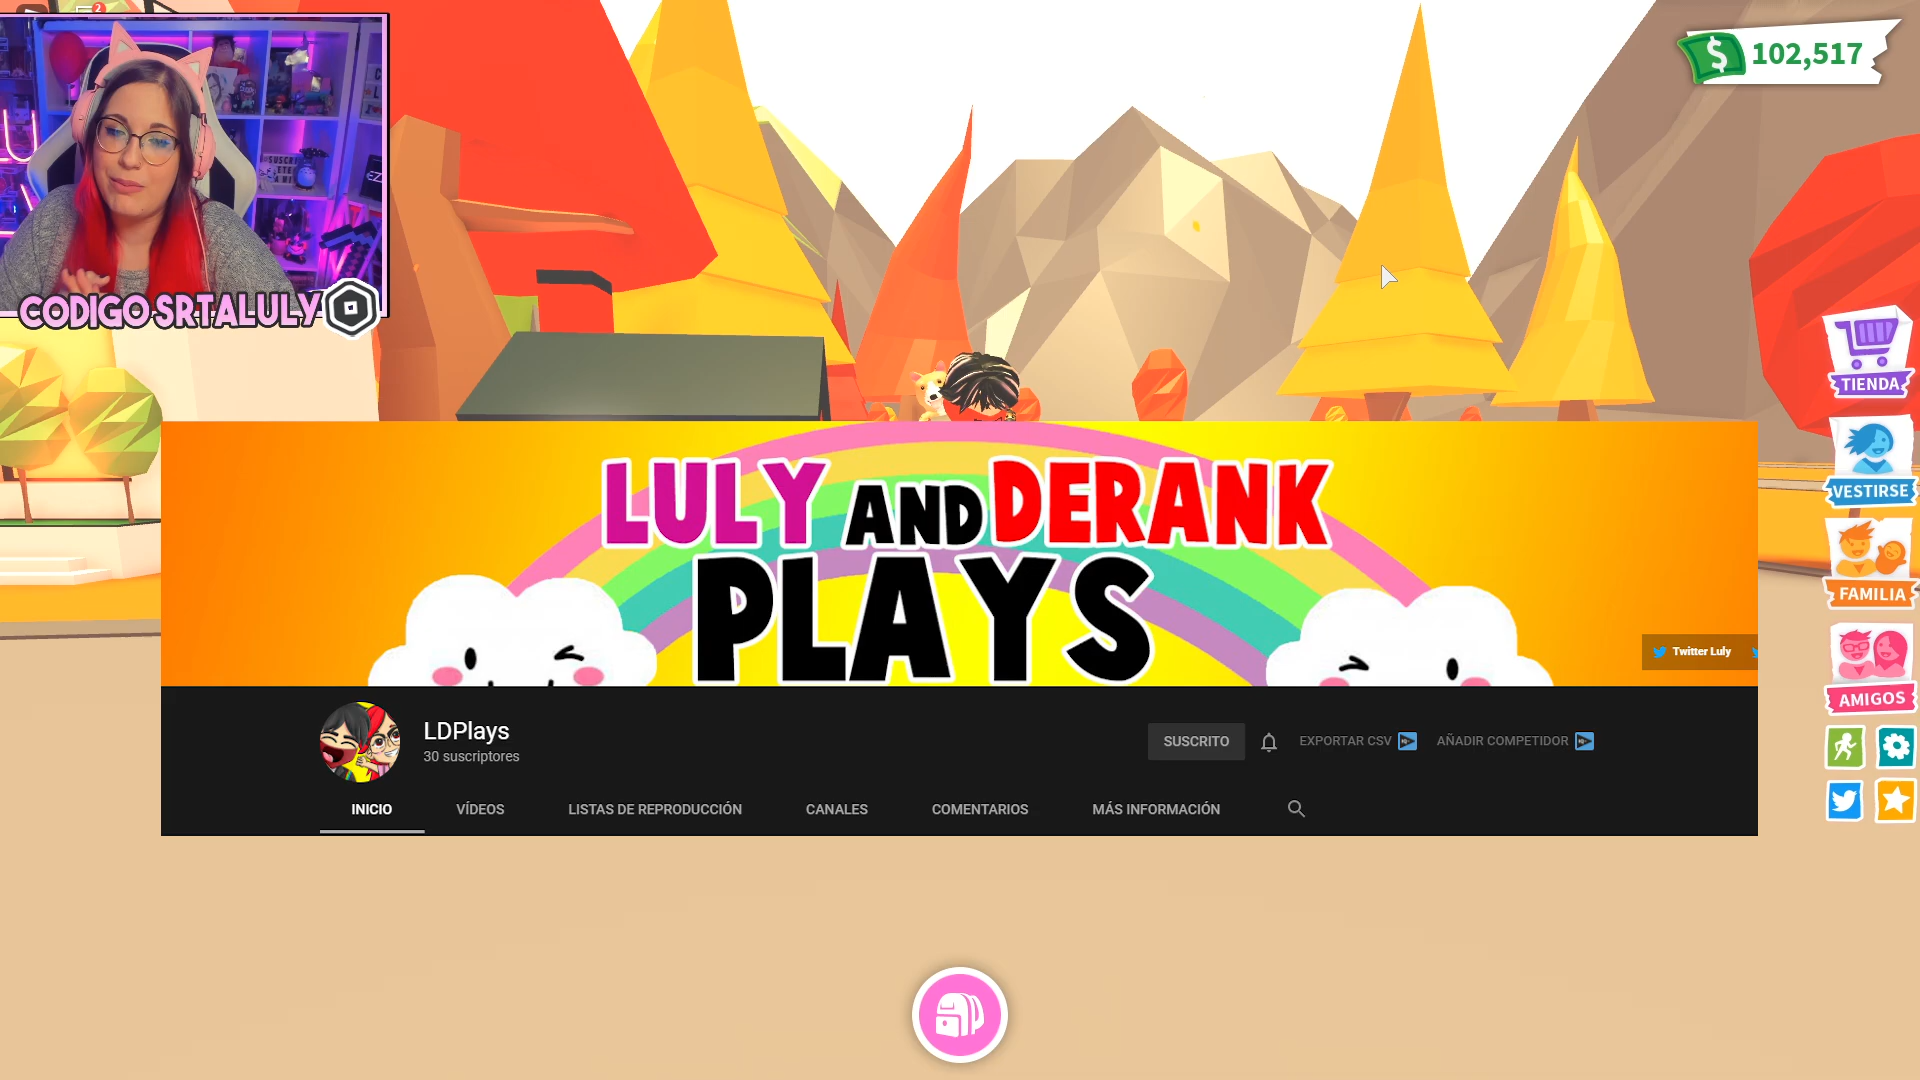 2
102,517
CODIGO SRTALULY
TIENDA
VESTIRSE
FAMILIA
AMIGOS
LULY AND DERANK
PLAYS
Twitter Luly
LDPlays
30 suscriptores
SUSCRITO
EXPORTAR CSV
AÑADIR COMPETIDOR
INICIO
VÍDEOS
LISTAS DE REPRODUCCIÓN
CANALES
COMENTARIOS
MÁS INFORMACIÓN